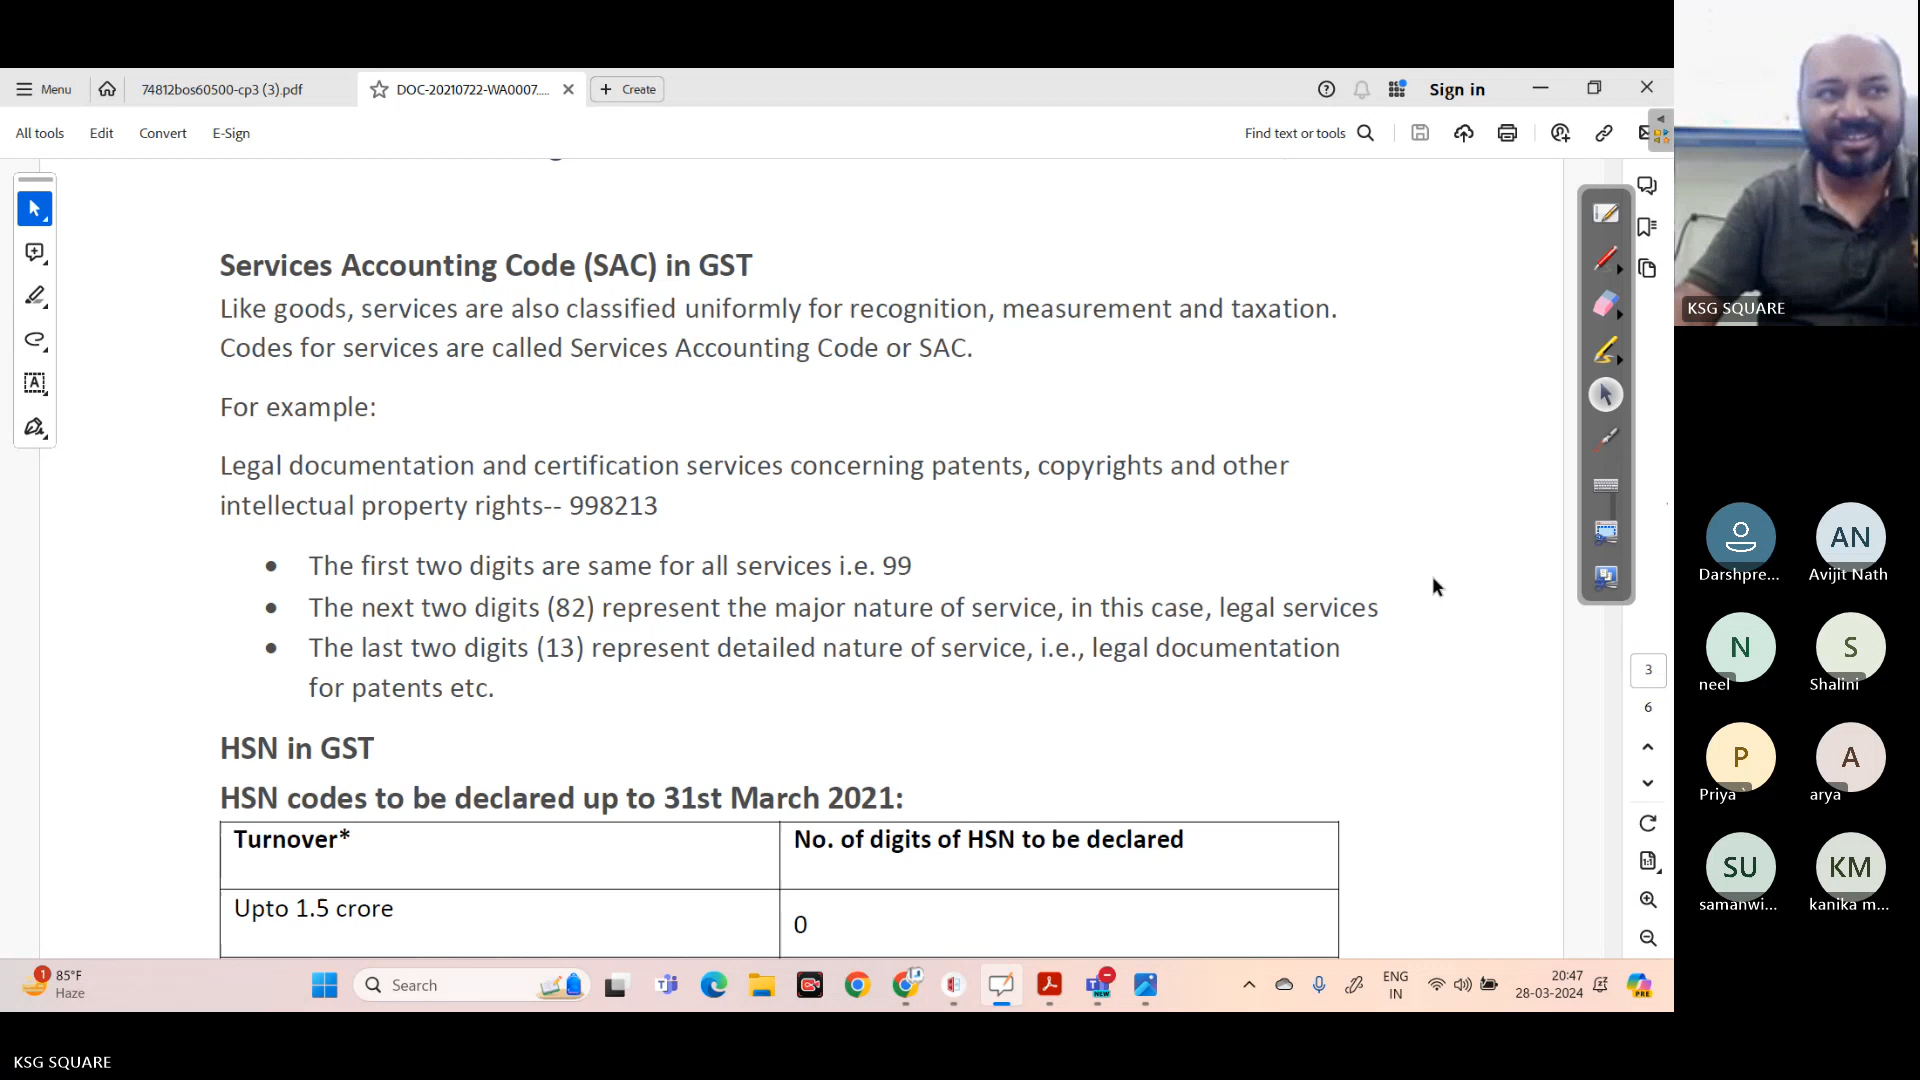 Menu
74812bos60500-cp3 (3).pdf
DOC-20210722-WA0007....
Create
Sign in
All tools
Edit
Convert
E-Sign
Find text or tools
Services Accounting Code (SAC) in GST
Like goods, services are also classified uniformly for recognition, measurement and taxation.
Codes for services are called Services Accounting Code or SAC.
For example:
Legal documentation and certification services concerning patents, copyrights and other
intellectual property rights-- 998213
• The first two digits are same for all services i.e. 99
• The next two digits (82) represent the major nature of service, in this case, legal services
• The last two digits (13) represent detailed nature of service, i.e., legal documentation
for patents etc.
HSN in GST
HSN codes to be declared up to 31st March 2021:
Turnover* No. of digits of HSN to be declared
Upto 1.5 crore
0
3
6
KSG SQUARE
Darshpre...
AN
Avijit Nath
N
neel
S
Shalini
P
Priya `
A
arya
SU
samanwi...
KM
kanika m...
1
85°F
Haze
Search
NEW
ENG
IN
20:47
28-03-2024
PRE
KSG SQUARE